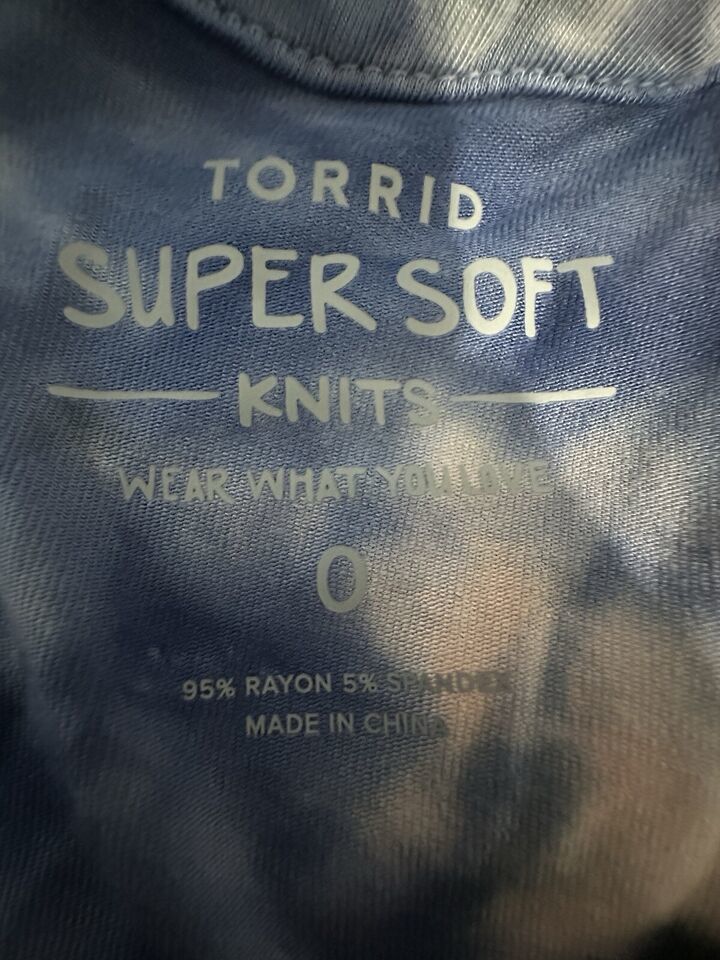 TORRID
SUPER SOFT
KNITS
WEAR WHAT YOU LOVE
0
95% RAYON 5% SPANDEX
MADE IN CHINA